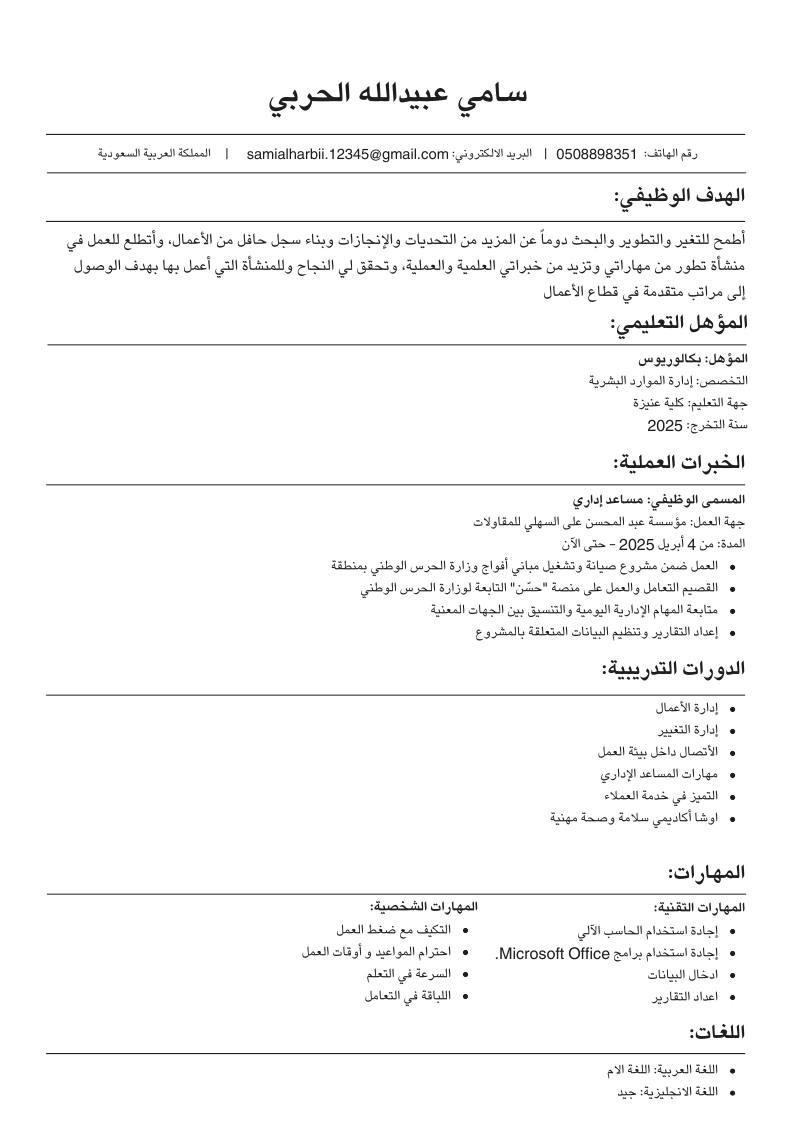 سامي عبيدالله الحربي
رقم الهاتف: 0508898351 | البريد الالكتروني: samialharbii.12345@gmail.com | المملكة العربية السعودية
الهدف الوظيفي:
أطمح للتغير والتطوير والبحث دوماً عن المزيد من التحديات والإنجازات وبناء سجل حافل من الأعمال، وأتطلع للعمل في
منشأة تطور من مهاراتي وتزيد من خبراتي العلمية والعملية، وتحقق لي النجاح وللمنشأة التي أعمل بها بهدف الوصول
إلى مراتب متقدمة في قطاع الأعمال
المؤهل التعليمي:
المؤهل: بكالوريوس
التخصص: إدارة الموارد البشرية
جهة التعليم: كلية عنيزة
سنة التخرج: 2025
الخبرات العملية:
المسمى الوظيفي: مساعد إداري
جهة العمل: مؤسسة عبد المحسن على السهلي للمقاولات
المدة: من 4 أبريل 2025 – حتى الآن
• العمل ضمن مشروع صيانة وتشغيل مباني أفواج وزارة الحرس الوطني بمنطقة
• القصيم التعامل والعمل على منصة "حسّن" التابعة لوزارة الحرس الوطني
• متابعة المهام الإدارية اليومية والتنسيق بين الجهات المعنية
• إعداد التقارير وتنظيم البيانات المتعلقة بالمشروع
الدورات التدريبية:
• إدارة الأعمال
• إدارة التغيير
• الأتصال داخل بيئة العمل
• مهارات المساعد الإداري
• التميز في خدمة العملاء
• اوشا أكاديمي سلامة وصحة مهنية
المهارات:
المهارات التقنية:
• إجادة استخدام الحاسب الآلي
• إجادة استخدام برامج Microsoft Office.
• ادخال البيانات
• اعداد التقارير
المهارات الشخصية:
• التكيف مع ضغط العمل
• احترام المواعيد و أوقات العمل
• السرعة في التعلم
• اللباقة في التعامل
اللغات:
• اللغة العربية: اللغة الام
• اللغة الانجليزية: جيد